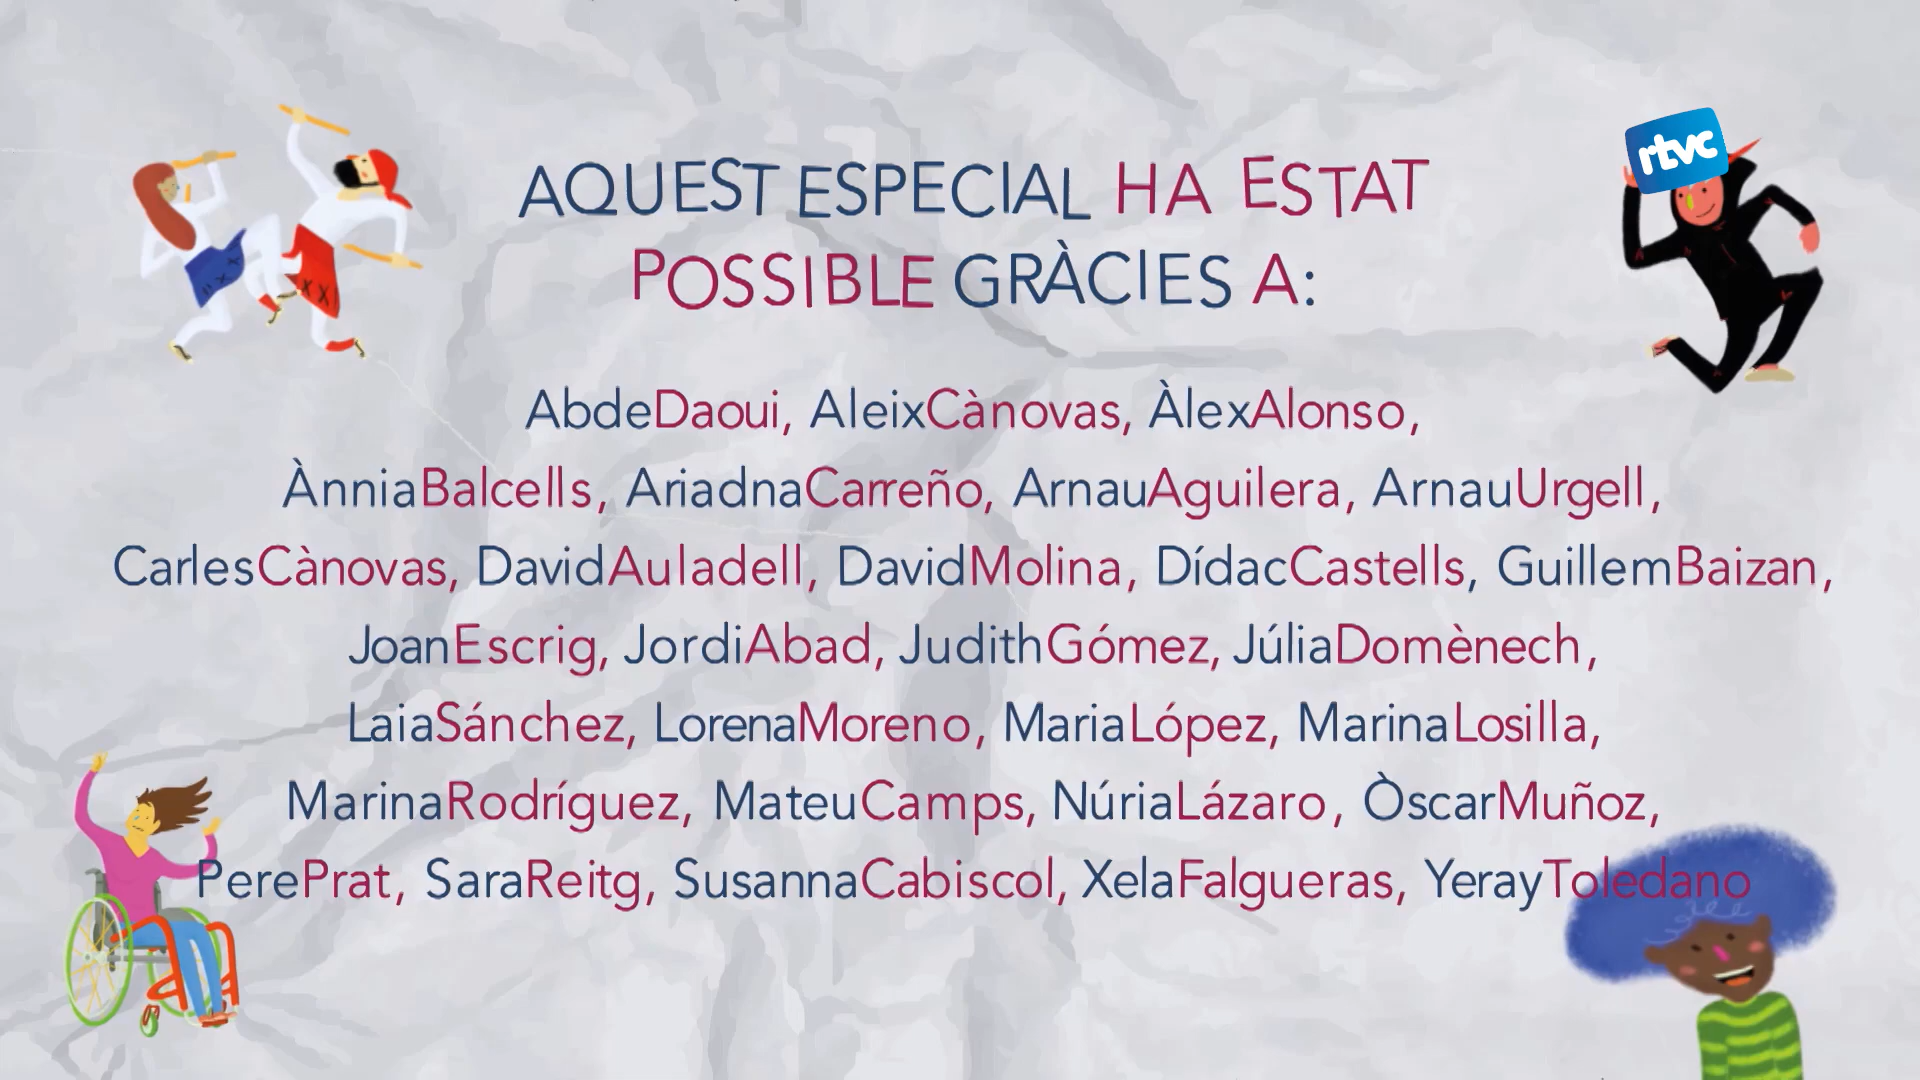 rtvc
AQUEST ESPECIAL HA ESTAT
POSSIBLE GRÀCIES A:
AbdeDaoui, AleixCànovas, ÀlexAlonso,
ÀnniaBalcells, AriadnaCarreño, ArnauAguilera, ArnauUrgell,
CarlesCànovas, DavidAuladell, DavidMolina, DídacCastells, GuillemBaizan,
JoanEscrig, JordiAbad, JudithGómez, JúliaDomènech,
LaiaSánchez, LorenaMoreno, MariaLópez, MarinaLosilla,
MarinaRodríguez, MateuCamps, NúriaLázaro, ÒscarMuñoz,
PerePrat, SaraReitg, SusannaCabiscol, XelaFalgueras, YerayToledano